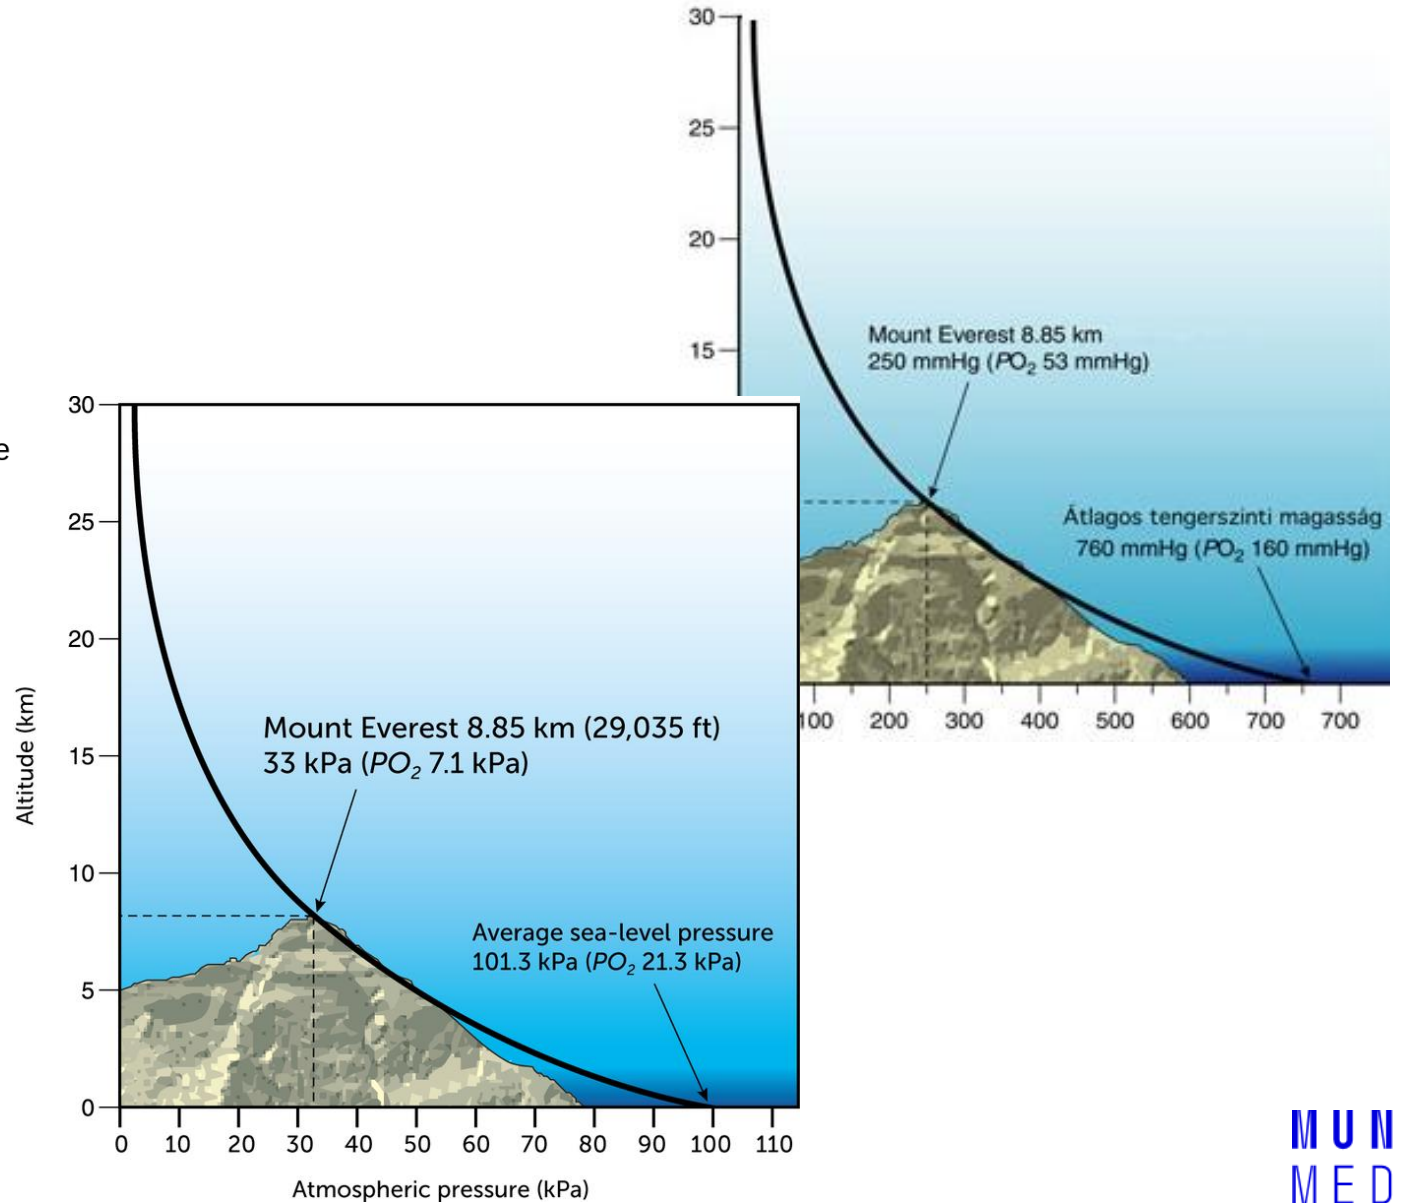 30
25
20
15
Mount Everest 8.85 km
250 mmHg (PO₂ 53 mmHg)
Átlagos tengerszinti magasság
760 mmHg (PO₂ 160 mmHg)
100 200 300 400 500 600 700 700
e
30
25
20
15
10
5
0
Altitude (km)
Mount Everest 8.85 km (29,035 ft)
33 kPa (PO₂ 7.1 kPa)
Average sea-level pressure
101.3 kPa (PO₂ 21.3 kPa)
0 10 20 30 40 50 60 70 80 90 100 110
Atmospheric pressure (kPa)
MUN
MED